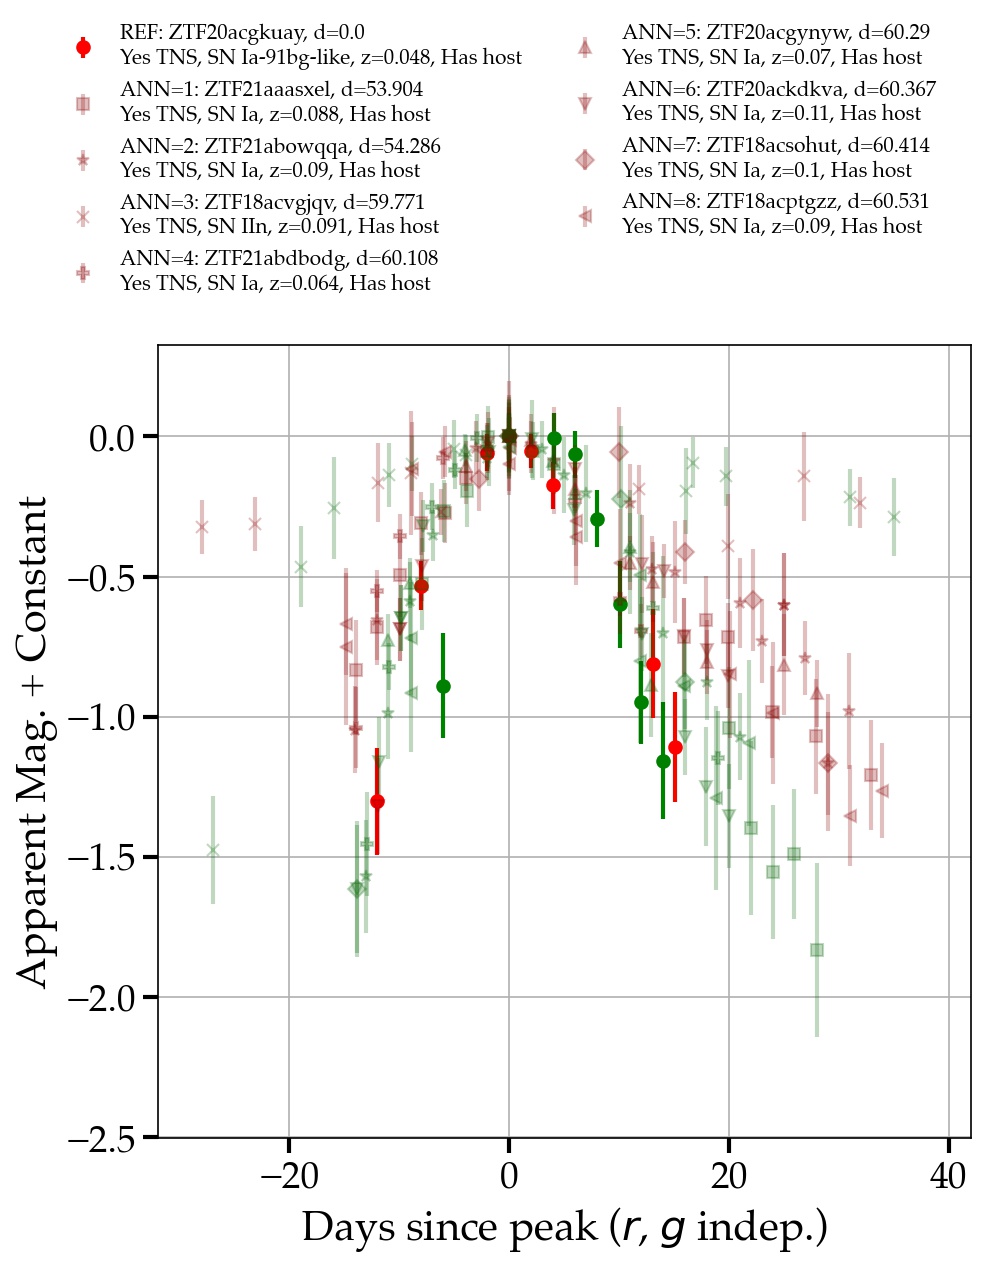 REF: ZTF20acgkuay, d=0.0
Yes TNS, SN Ia-91bg-like, z=0.048, Has host
ANN=1: ZTF21aaasxel, d=53.904
Yes TNS, SN Ia, z=0.088, Has host
ANN=2: ZTF21abowqqa, d=54.286
Yes TNS, SN Ia, z=0.09, Has host
ANN=3: ZTF18acvgjqv, d=59.771
Yes TNS, SN IIn, z=0.091, Has host
ANN=4: ZTF21abdbodg, d=60.108
Yes TNS, SN Ia, z=0.064, Has host
ANN=5: ZTF20acgynyw, d=60.29
Yes TNS, SN Ia, z=0.07, Has host
ANN=6: ZTF20ackdkva, d=60.367
Yes TNS, SN Ia, z=0.11, Has host
ANN=7: ZTF18acsohut, d=60.414
Yes TNS, SN Ia, z=0.1, Has host
ANN=8: ZTF18acptgzz, d=60.531
Yes TNS, SN Ia, z=0.09, Has host
Apparent Mag. + Constant
0.0
−0.5
−1.0
−1.5
−2.0
−2.5
−20 0 20 40
Days since peak (r, g indep.)